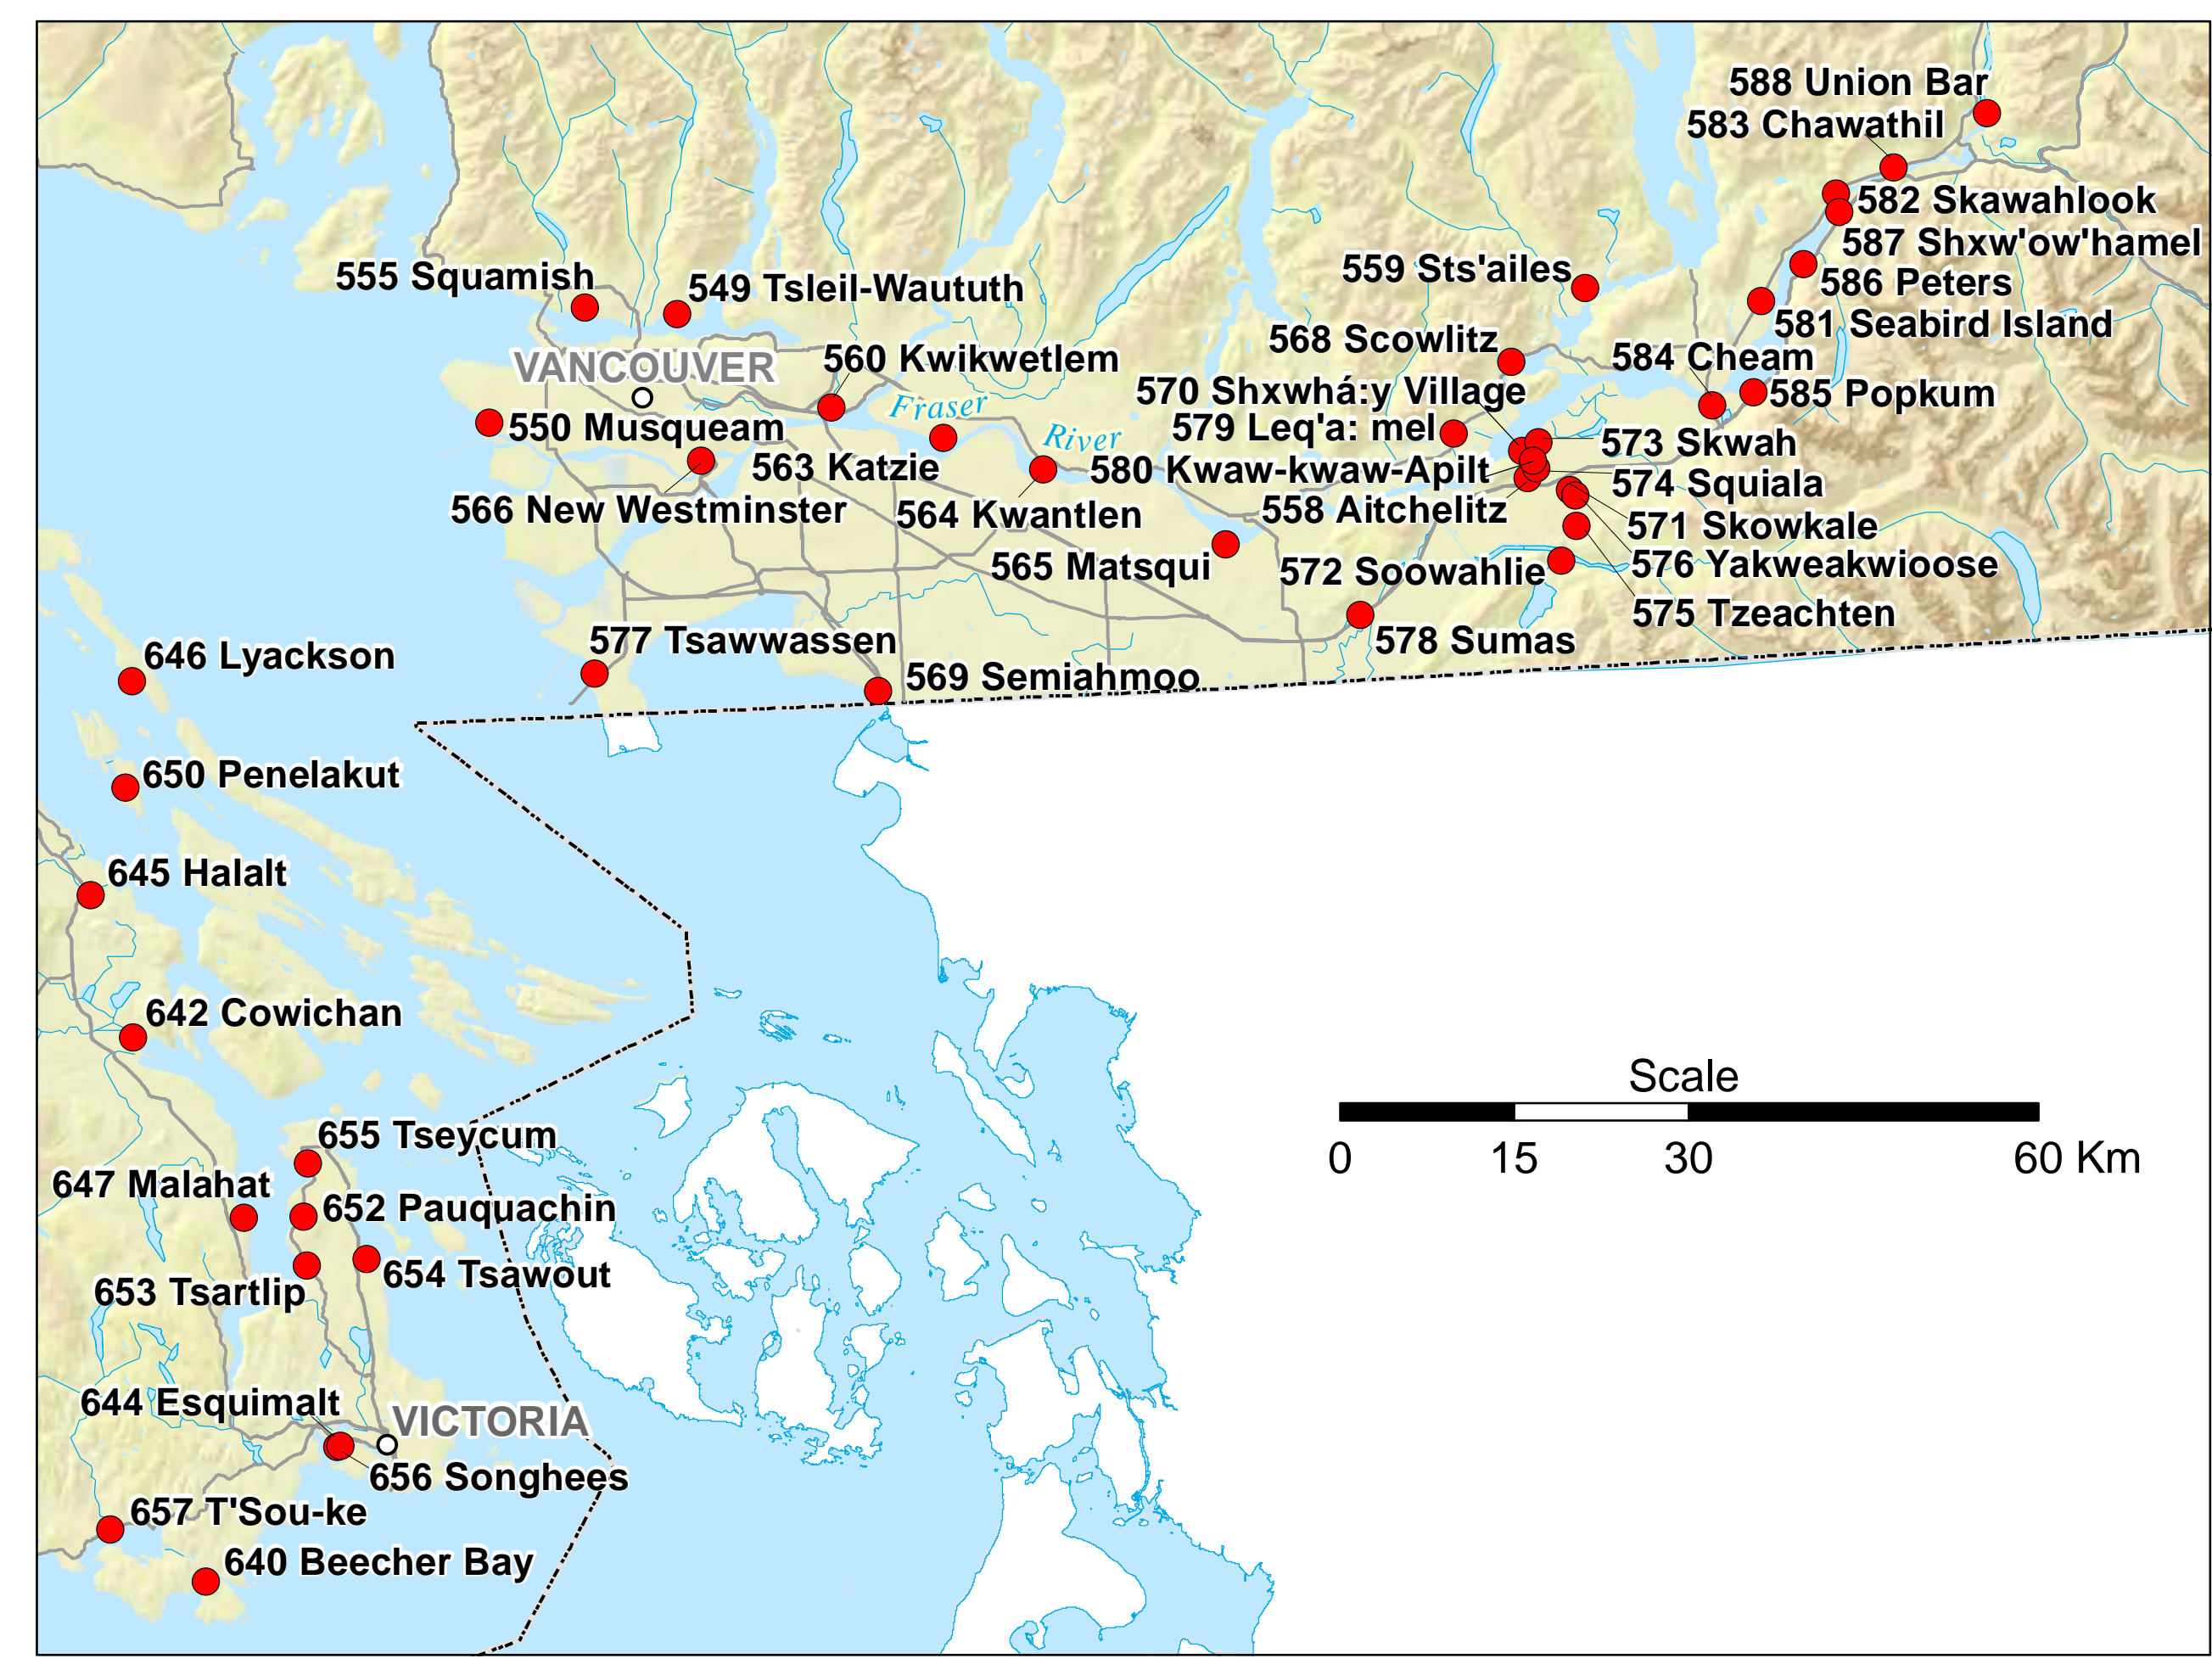 588 Union Bar
583 Chawathil
582 Skawahlook
587 Shxw'ow'hamel
586 Peters
581 Seabird Island
559 Sts'ailes
555 Squamish
549 Tsleil-Waututh
568 Scowlitz
584 Cheam
585 Popkum
VANCOUVER
560 Kwikwetlem
570 Shxwhá:y Village
Fraser
River
550 Musqueam
579 Leq'a: mel
573 Skwah
563 Katzie
580 Kwaw-kwaw-Apilt
574 Squiala
566 New Westminster
564 Kwantlen
558 Aitchelitz
571 Skowkale
565 Matsqui
572 Soowahlie
576 Yakweakwioose
575 Tzeachten
577 Tsawwassen
578 Sumas
569 Semiahmoo
646 Lyackson
650 Penelakut
645 Halalt
642 Cowichan
Scale
0 15 30 60 Km
655 Tseycum
647 Malahat
652 Pauquachin
654 Tsawout
653 Tsartlip
644 Esquimalt
VICTORIA
656 Songhees
657 T'Sou-ke
640 Beecher Bay